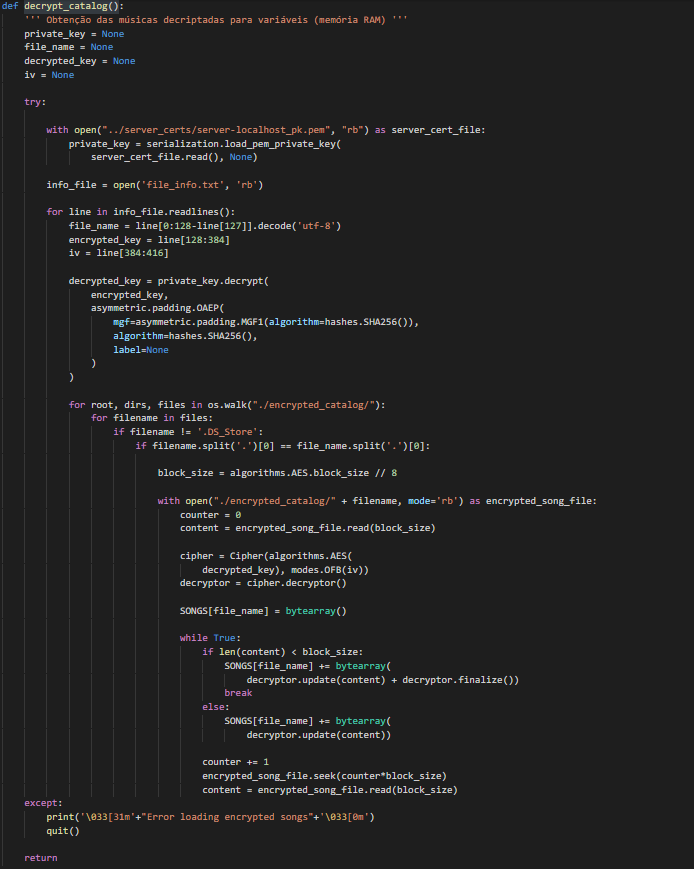 def decrypt_catalog():
    ''' Obtenção das músicas decriptadas para variáveis (memória RAM) '''
    private_key = None
    file_name = None
    decrypted_key = None
    iv = None

    try:

        with open("../server_certs/server-localhost_pk.pem", "rb") as server_cert_file:
            private_key = serialization.load_pem_private_key(
                server_cert_file.read(), None)

        info_file = open('file_info.txt', 'rb')

        for line in info_file.readlines():
            file_name = line[0:128-line[127]].decode('utf-8')
            encrypted_key = line[128:384]
            iv = line[384:416]

            decrypted_key = private_key.decrypt(
                encrypted_key,
                asymmetric.padding.OAEP(
                    mgf=asymmetric.padding.MGF1(algorithm=hashes.SHA256()),
                    algorithm=hashes.SHA256(),
                    label=None
                )
            )

            for root, dirs, files in os.walk("./encrypted_catalog/"):
                for filename in files:
                    if filename != '.DS_Store':
                        if filename.split('.')[0] == file_name.split('.')[0]:

                            block_size = algorithms.AES.block_size // 8

                            with open("./encrypted_catalog/" + filename, mode='rb') as encrypted_song_file:
                                counter = 0
                                content = encrypted_song_file.read(block_size)

                                cipher = Cipher(algorithms.AES(
                                    decrypted_key), modes.OFB(iv))
                                decryptor = cipher.decryptor()

                                SONGS[file_name] = bytearray()

                                while True:
                                    if len(content) < block_size:
                                        SONGS[file_name] += bytearray(
                                            decryptor.update(content) + decryptor.finalize())
                                        break
                                    else:
                                        SONGS[file_name] += bytearray(
                                            decryptor.update(content))

                                    counter += 1
                                    encrypted_song_file.seek(counter*block_size)
                                    content = encrypted_song_file.read(block_size)
    except:
        print('\033[31m'+"Error loading encrypted songs"+'\033[0m')
        quit()

    return